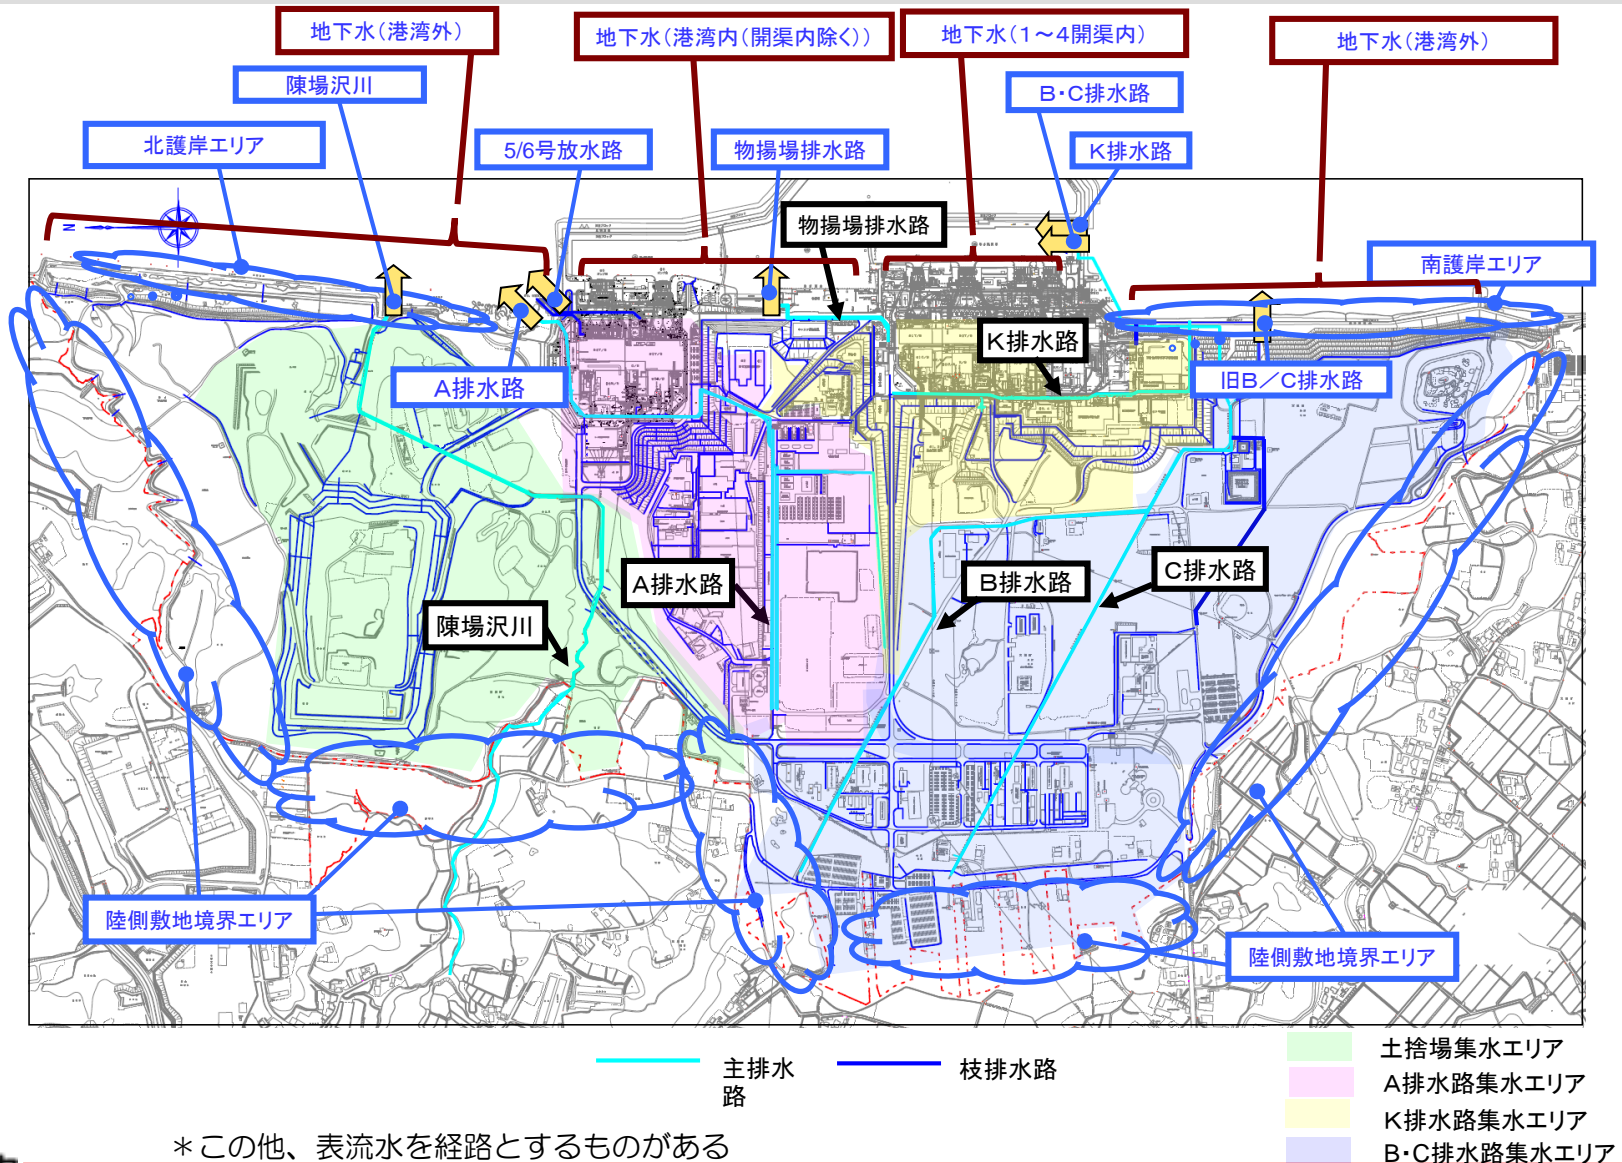 地下水(港湾外)
地下水(港湾内(開渠内除く))
地下水(1～4開渠内)
地下水(港湾外)
陳場沢川
B・C排水路
北護岸エリア
5/6号放水路
物揚場排水路
K排水路
物揚場排水路
N
南護岸エリア
K排水路
A排水路
旧B／C排水路
A排水路
B排水路
C排水路
陳場沢川
陸側敷地境界エリア
陸側敷地境界エリア
主排水
路
枝排水路
土捨場集水エリア
A排水路集水エリア
K排水路集水エリア
B・C排水路集水エリア
＊この他、表流水を経路とするものがある